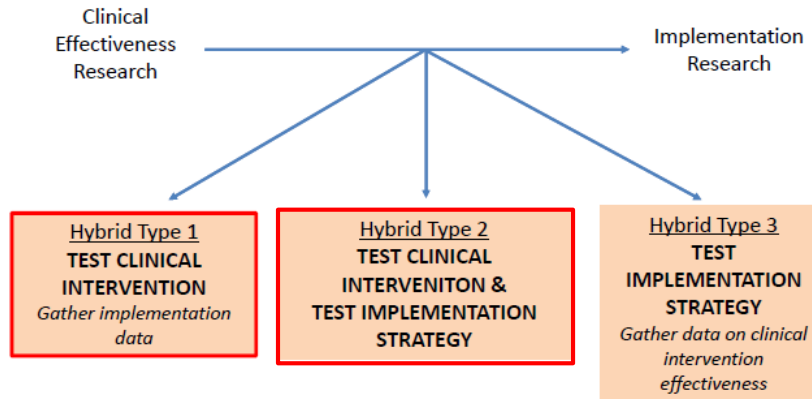 Clinical
Effectiveness
Research
Implementation
Research
Hybrid Type 1
TEST CLINICAL
INTERVENTION
Gather implementation
data
Hybrid Type 2
TEST CLINICAL
INTERVENITON &
TEST IMPLEMENTATION
STRATEGY
Hybrid Type 3
TEST
IMPLEMENTATION
STRATEGY
Gather data on clinical
intervention
effectiveness